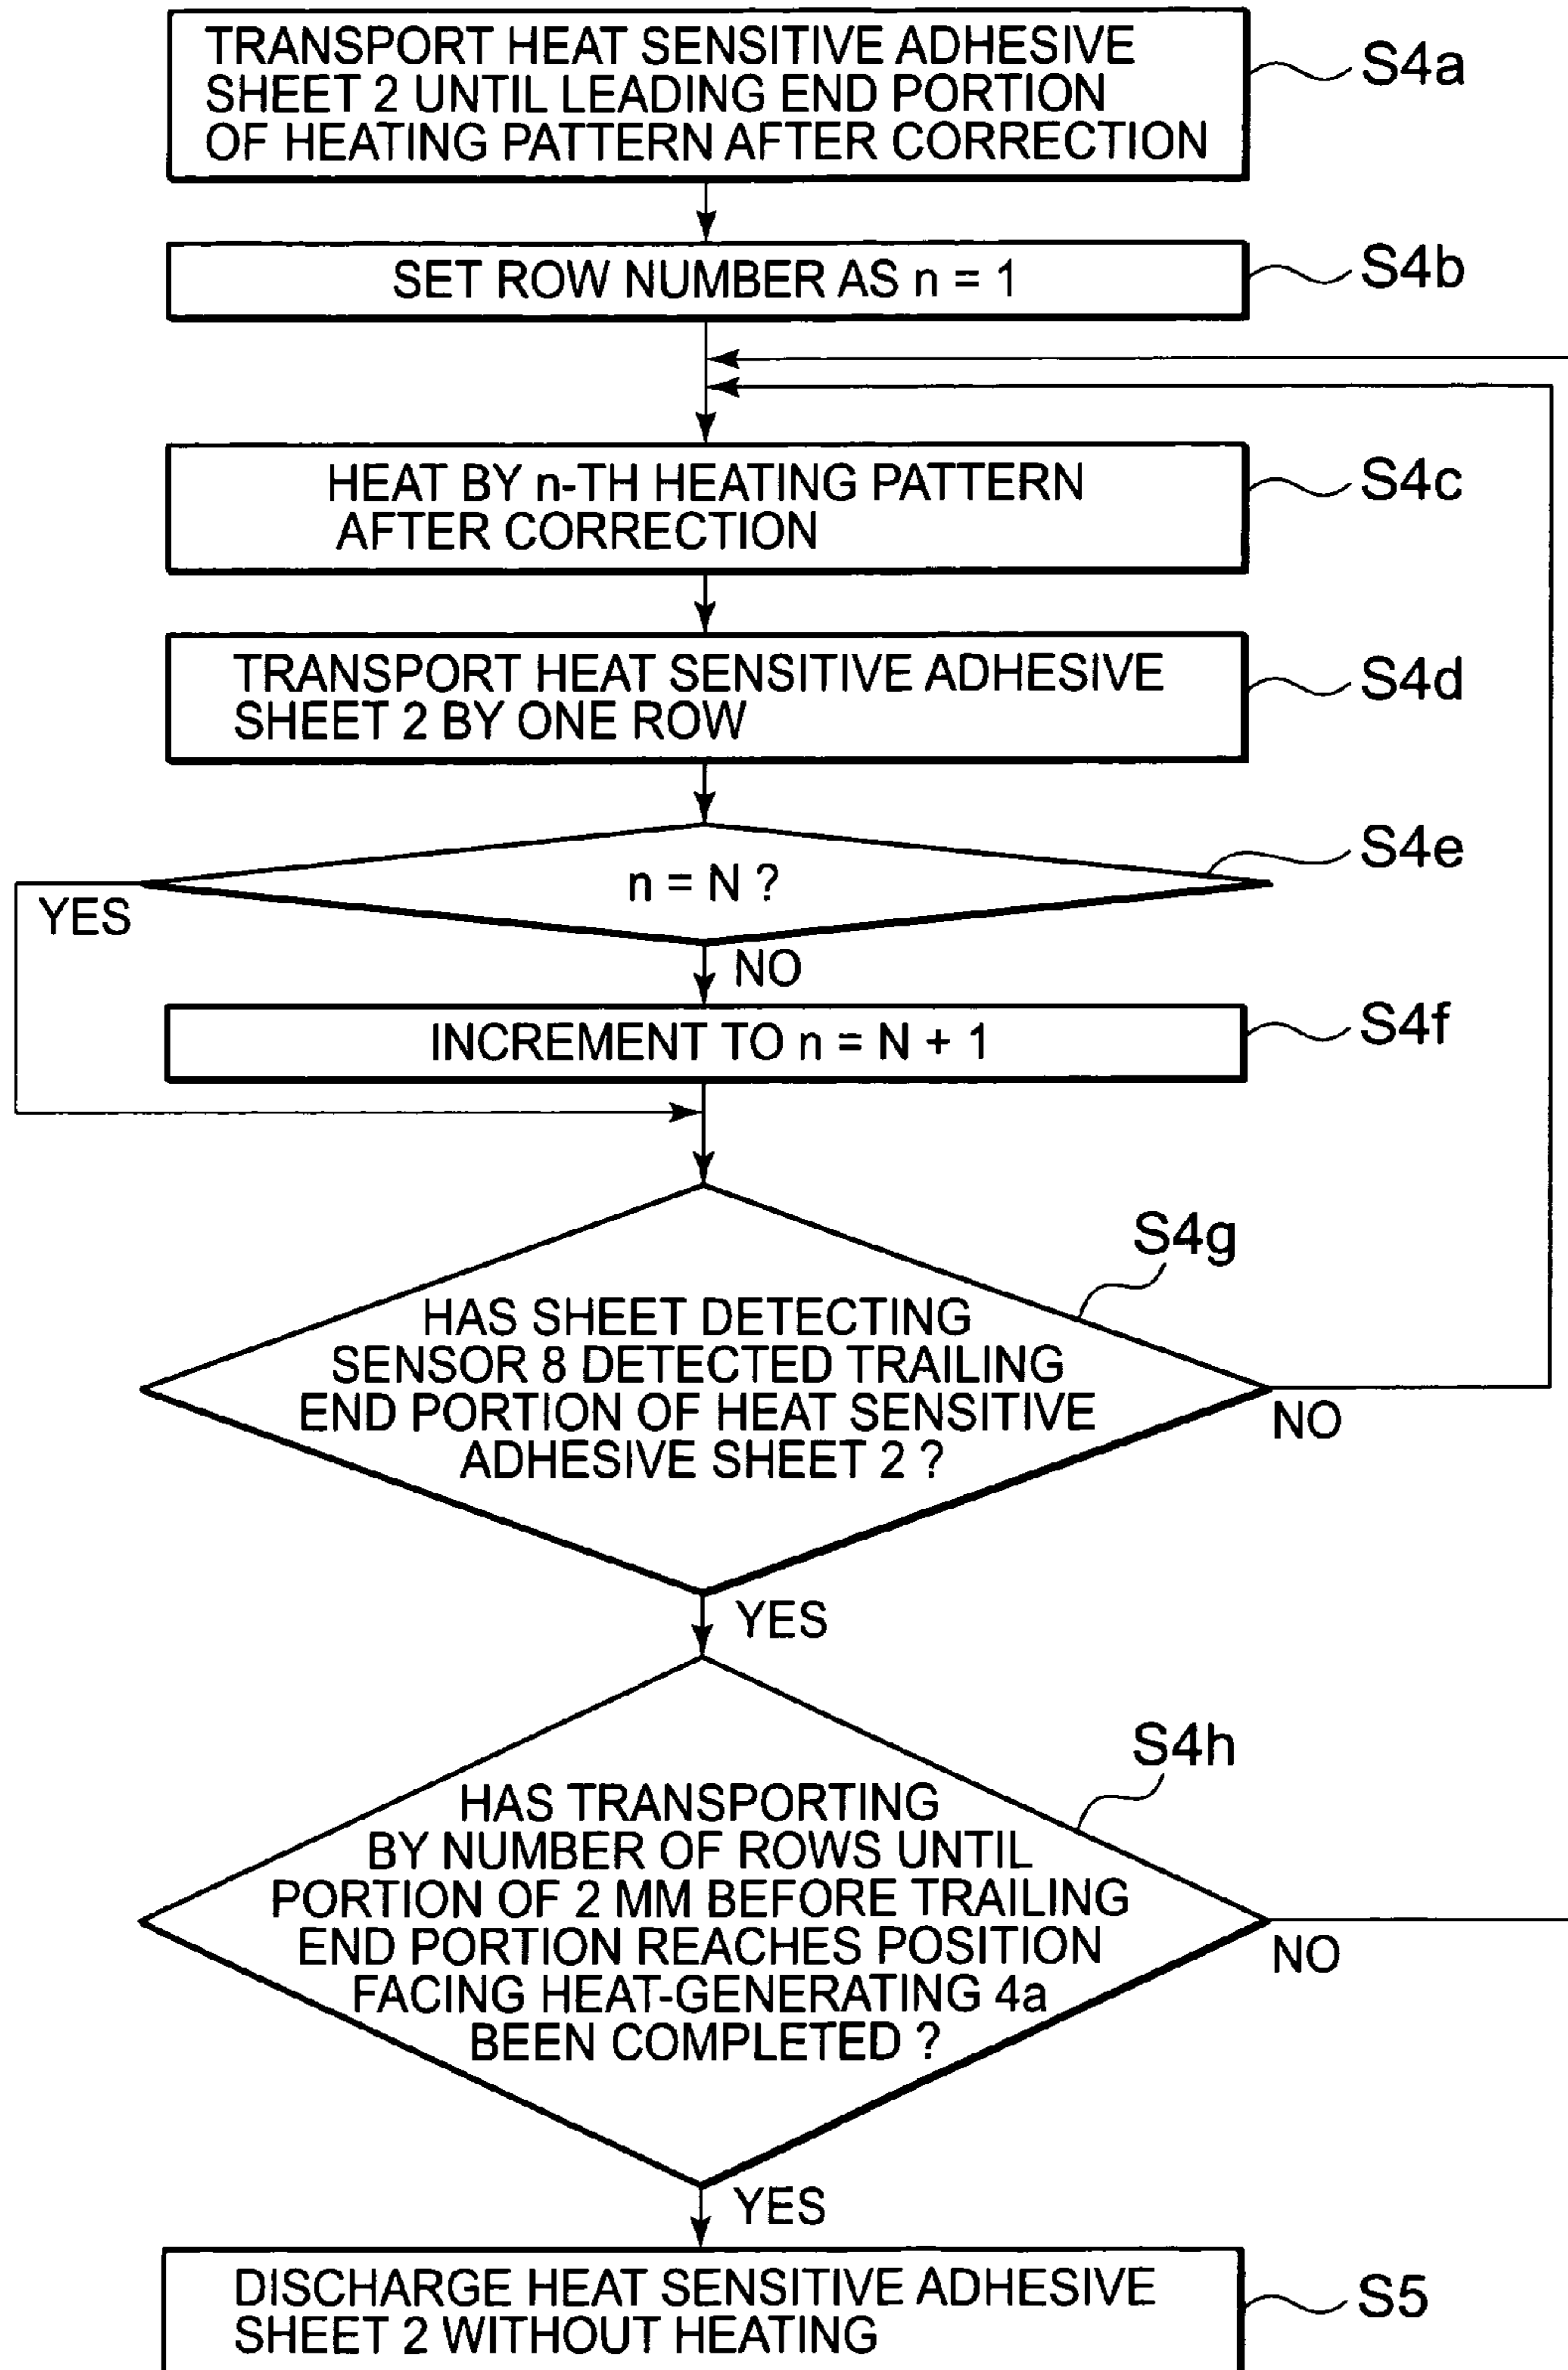 TRANSPORT HEAT SENSITIVE ADHESIVE
SHEET 2 UNTIL LEADING END PORTION
OF HEATING PATTERN AFTER CORRECTION
S4a
SET ROW NUMBER AS n = 1
S4b
HEAT BY n-TH HEATING PATTERN
AFTER CORRECTION
S4c
TRANSPORT HEAT SENSITIVE ADHESIVE
SHEET 2 BY ONE ROW
S4d
n = N ?
S4e
YES
NO
INCREMENT TO n = N + 1
S4f
S4g
HAS SHEET DETECTING
SENSOR 8 DETECTED TRAILING
END PORTION OF HEAT SENSITIVE
ADHESIVE SHEET 2 ?
NO
YES
S4h
HAS TRANSPORTING
BY NUMBER OF ROWS UNTIL
PORTION OF 2 MM BEFORE TRAILING
END PORTION REACHES POSITION
FACING HEAT-GENERATING 4a
BEEN COMPLETED ?
NO
YES
DISCHARGE HEAT SENSITIVE ADHESIVE
SHEET 2 WITHOUT HEATING
S5